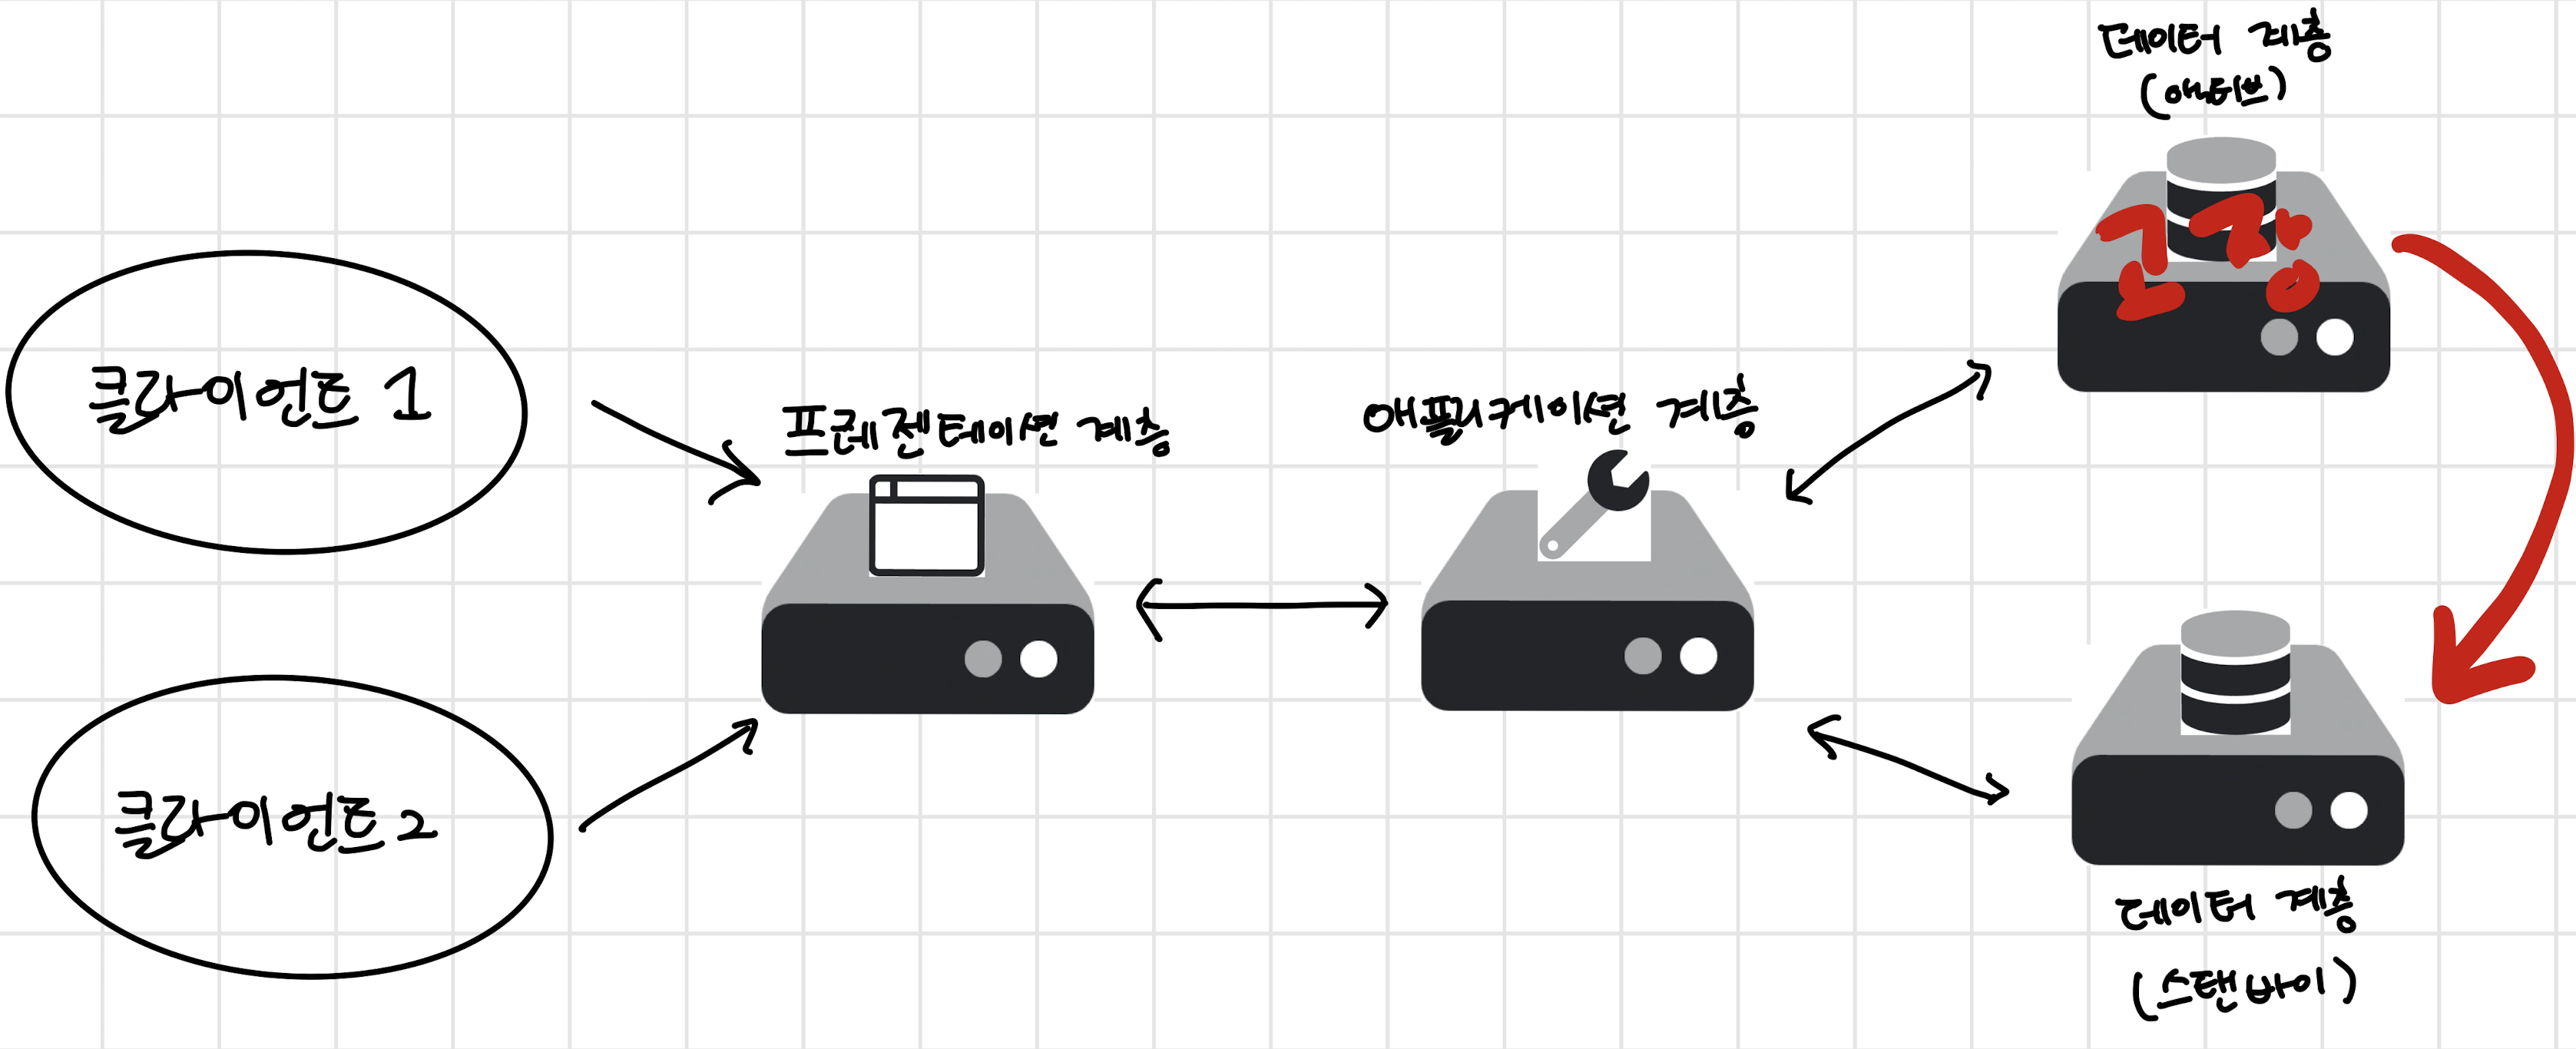 데이터 계층
(액티브)
고장
클라이언트 1
프레젠테이션 계층
애플리케이션 계층
클라이언트 2
데이터 계층
(스탠바이)